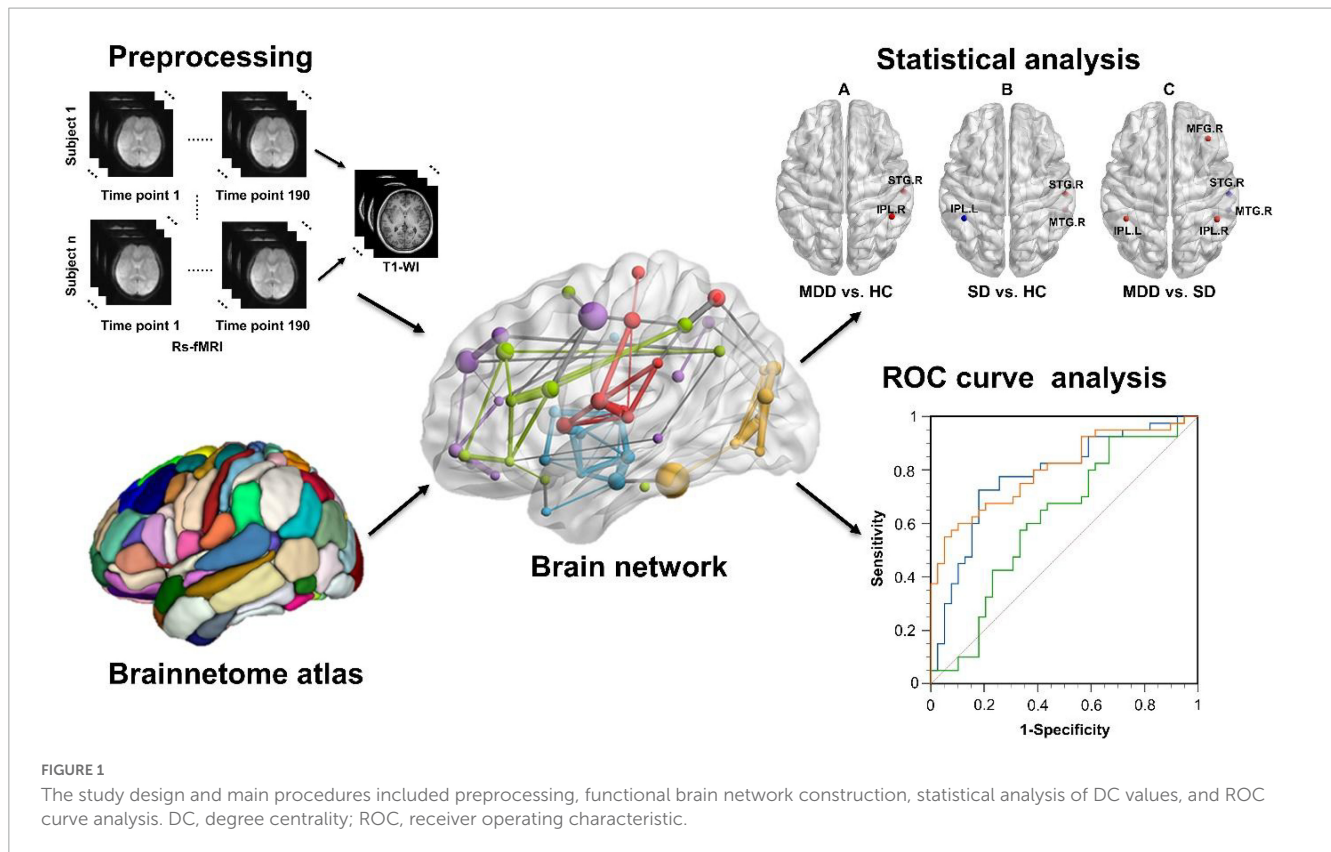 Preprocessing
Subject 1
Time point 1
Time point 190
Subject n
Time point 1
Time point 190
Rs-fMRI
T1-WI
Brainnetome atlas
Brain network
Statistical analysis
A
B
C
STG.R
IPL.R
MDD vs. HC
IPL.L
STG.R
MTG.R
SD vs. HC
MFG.R
STG.R
MTG.R
IPL.L
IPL.R
MDD vs. SD
ROC curve analysis
Sensitivity
1
0.8
0.6
0.4
0.2
0
0
0.2
0.4
0.6
0.8
1
1-Specificity
FIGURE 1
The study design and main procedures included preprocessing, functional brain network construction, statistical analysis of DC values, and ROC
curve analysis. DC, degree centrality; ROC, receiver operating characteristic.